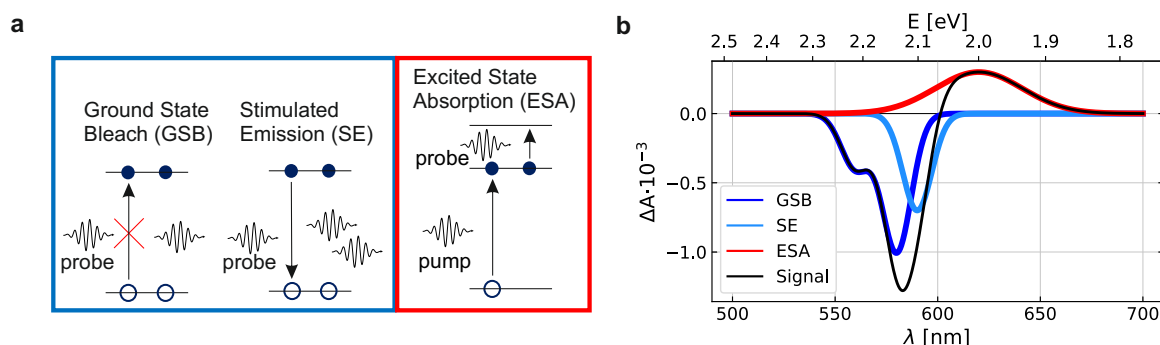 a
Ground State
Bleach (GSB)
Stimulated
Emission (SE)
Excited State
Absorption (ESA)
probe
probe
probe
pump
b
E [eV]
2.5 2.4 2.3 2.2 2.1 2.0 1.9 1.8
ΔA·10⁻³
0.0
−0.5
−1.0
GSB
SE
ESA
Signal
500 550 600 650 700
λ [nm]